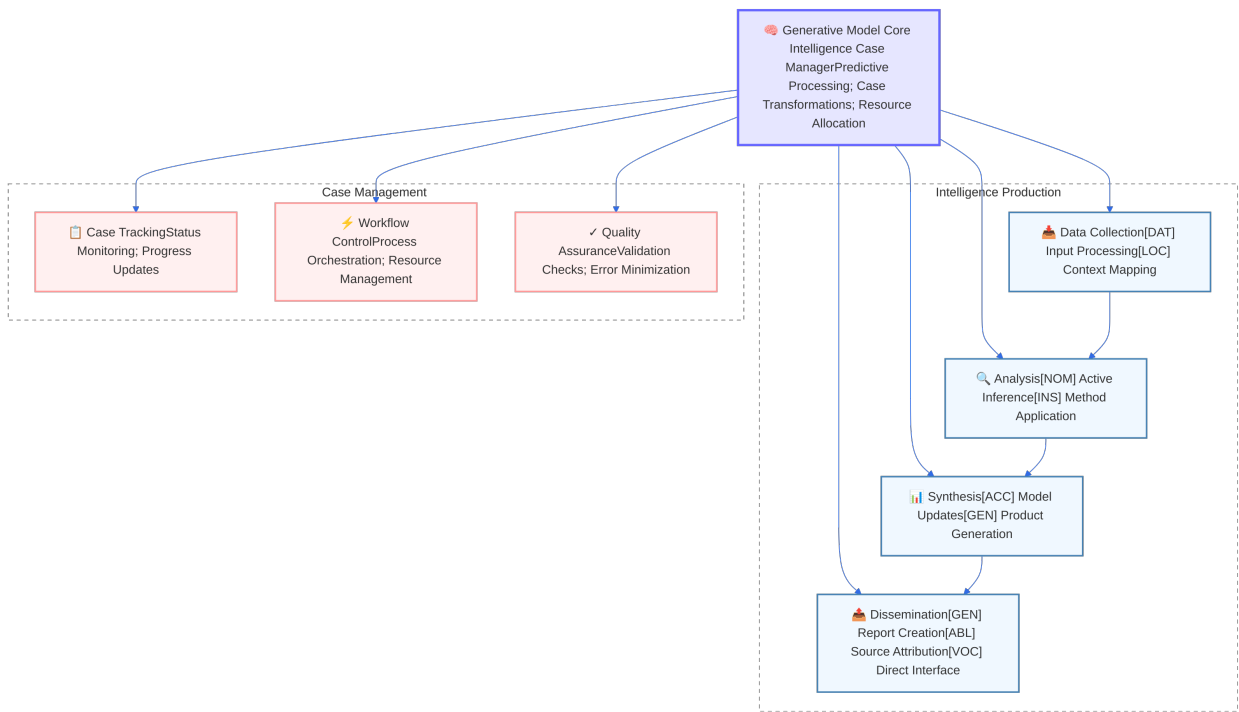 🧠 Generative Model Core
Intelligence Case
ManagerPredictive
Processing; Case
Transformations; Resource
Allocation
Case Management
📋 Case TrackingStatus
Monitoring; Progress
Updates
⚡ Workflow
ControlProcess
Orchestration; Resource
Management
✓ Quality
AssuranceValidation
Checks; Error Minimization
Intelligence Production
📥 Data Collection[DAT]
Input Processing[LOC]
Context Mapping
🔍 Analysis[NOM] Active
Inference[INS] Method
Application
📊 Synthesis[ACC] Model
Updates[GEN] Product
Generation
📤 Dissemination[GEN]
Report Creation[ABL]
Source Attribution[VOC]
Direct Interface